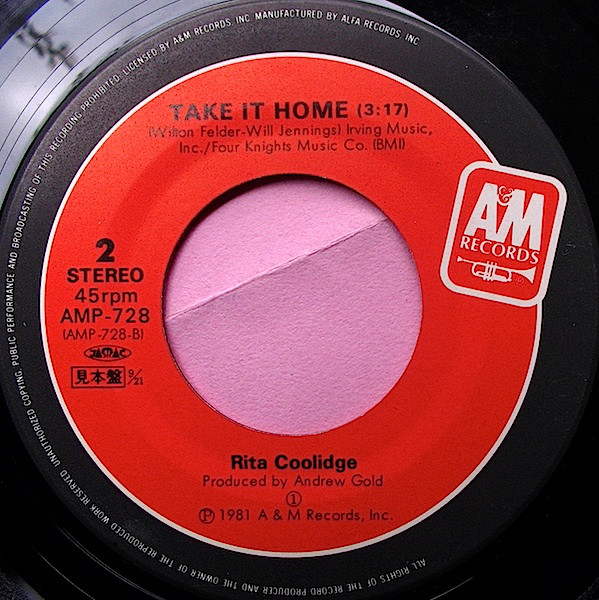 UNAUTHORIZED COPYING, PUBLIC PERFORMANCE AND BROADCASTING OF THIS RECORDING PROHIBITED. LICENSED BY A&M RECORDS, INC. MANUFACTURED BY ALFA RECORDS, INC
TAKE IT HOME (3:17)
(Wilton Felder-Will Jennings) Irving Music,
Inc./Four Knights Music Co. (BMI)
A&M
RECORDS
2
STEREO
45rpm
AMP-728
(AMP-728-B)
JASRAC
見本盤 9/21
Rita Coolidge
Produced by Andrew Gold
①
Ⓟ 1981 A & M Records, Inc.
ALL RIGHTS OF THE RECORD PRODUCER AND THE OWNER OF THE REPRODUCED WORK RESERVED